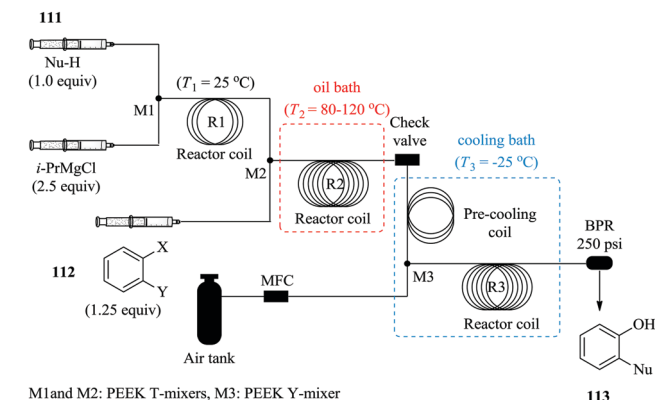 111
Nu-H
(1.0 equiv)
M1
(T1 = 25 °C)
R1
Reactor coil
i-PrMgCl
(2.5 equiv)
M2
oil bath
(T2 = 80-120 °C)
R2
Reactor coil
Check
valve
cooling bath
(T3 = -25 °C)
Pre-cooling
coil
112
X
Y
(1.25 equiv)
Air tank
MFC
M3
R3
Reactor coil
BPR
250 psi
OH
Nu
113
M1and M2: PEEK T-mixers, M3: PEEK Y-mixer